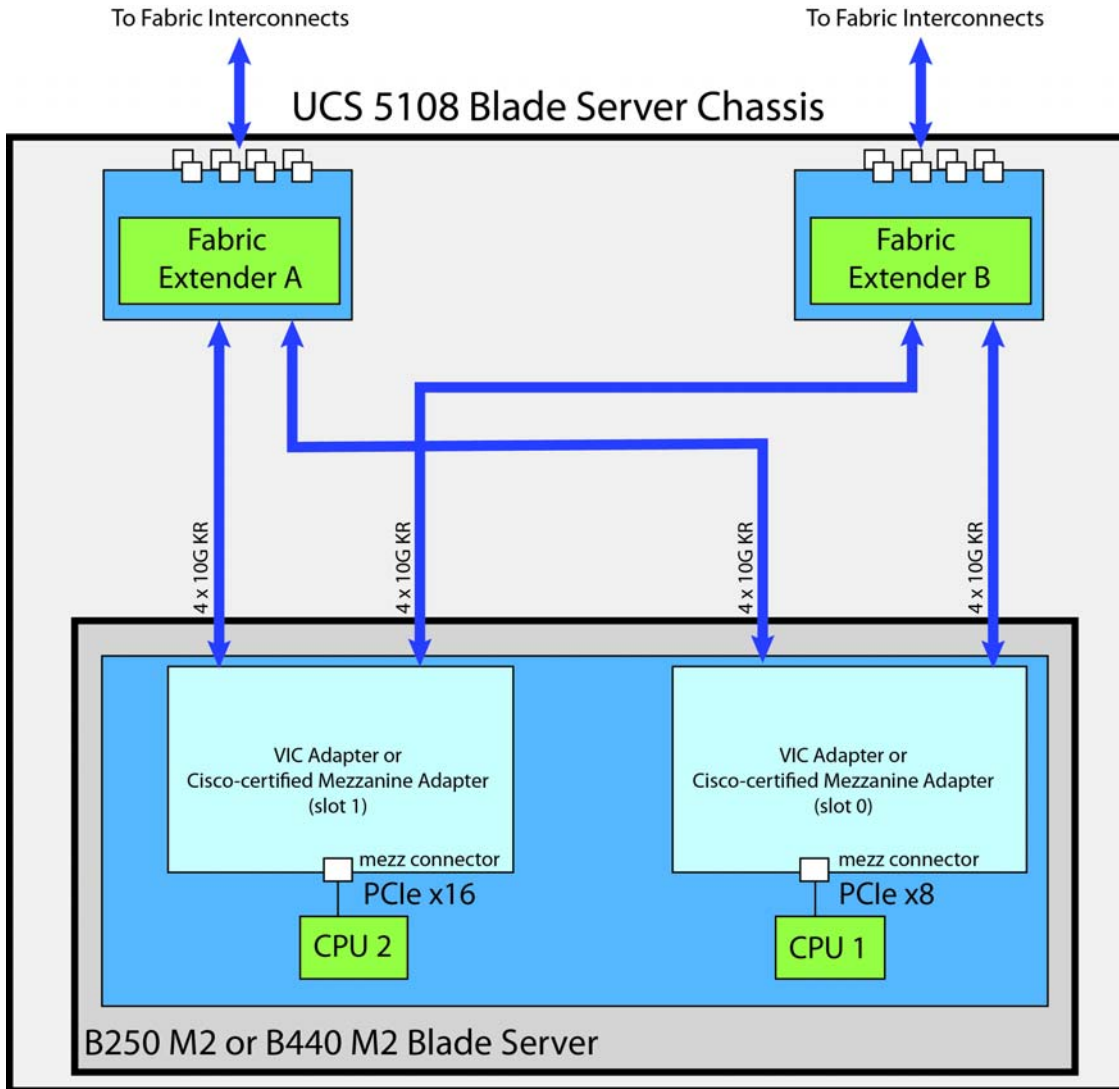 To Fabric Interconnects
To Fabric Interconnects
UCS 5108 Blade Server Chassis
Fabric
Extender A
Fabric
Extender B
4 x 10G KR
4 x 10G KR
4 x 10G KR
4 x 10G KR
VIC Adapter or
Cisco-certified Mezzanine Adapter
(slot 1)
VIC Adapter or
Cisco-certified Mezzanine Adapter
(slot 0)
mezz connector
PCIe x16
CPU 2
mezz connector
PCIe x8
CPU 1
B250 M2 or B440 M2 Blade Server